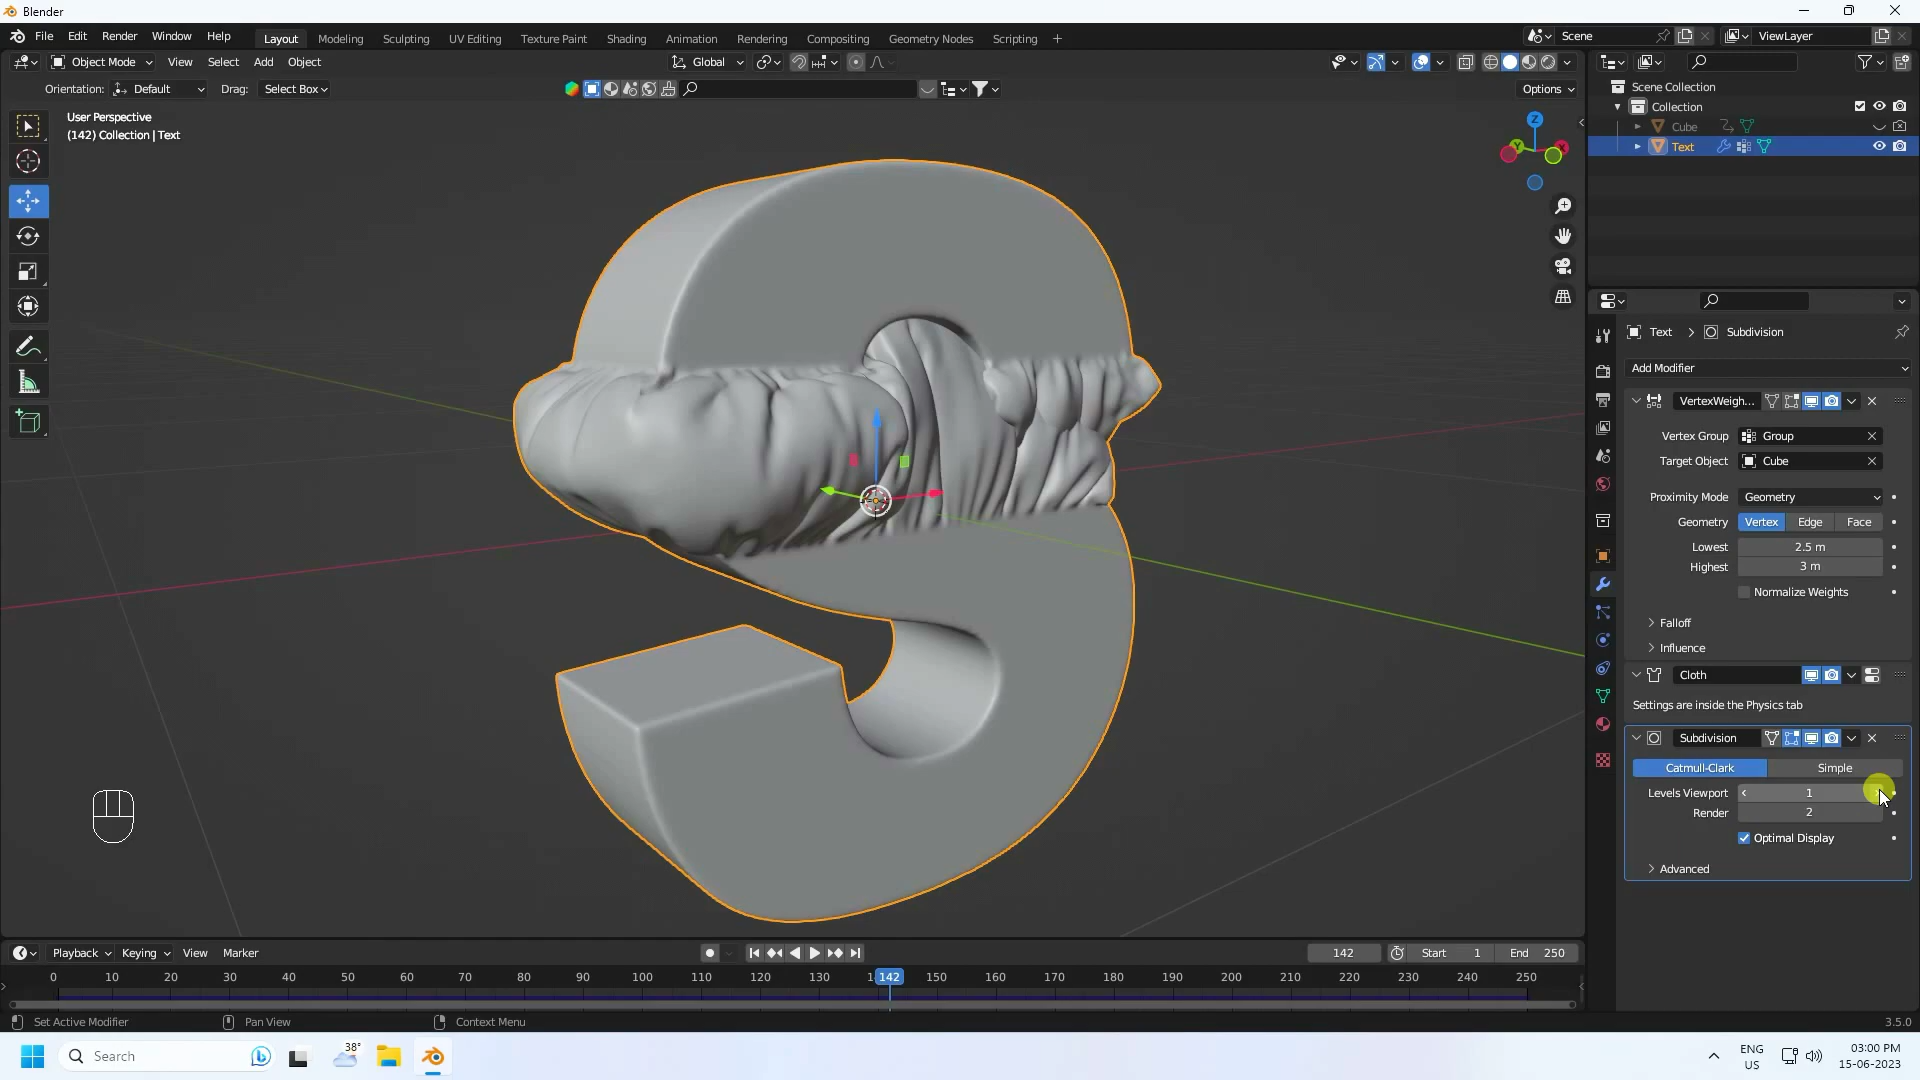 Blender
File Edit Render Window Help Layout Modeling Sculpting UV Editing Texture Paint Shading Animation Rendering Compositing Geometry Nodes Scripting + Scene ViewLayer
Object Mode View Select Add Object Global
Orientation: Default Drag: Select Box Options
User Perspective
(142) Collection | Text
Z
Y
X
Scene Collection
Collection
Cube
Text
Text > Subdivision
Add Modifier
VertexWeigh...
Vertex Group Group
Target Object Cube
Proximity Mode Geometry
Geometry Vertex Edge Face
Lowest 2.5 m
Highest 3 m
Normalize Weights
Falloff
Influence
Cloth
Settings are inside the Physics tab
Subdivision
Catmull-Clark Simple
Levels Viewport 1
Render 2
Optimal Display
Advanced
Playback Keying View Marker 142 Start 1 End 250
0 10 20 30 40 50 60 70 80 90 100 110 120 130 142 150 160 170 180 190 200 210 220 230 240 250
Set Active Modifier Pan View Context Menu 3.5.0
Search 38° ENG US 03:00 PM
15-06-2023